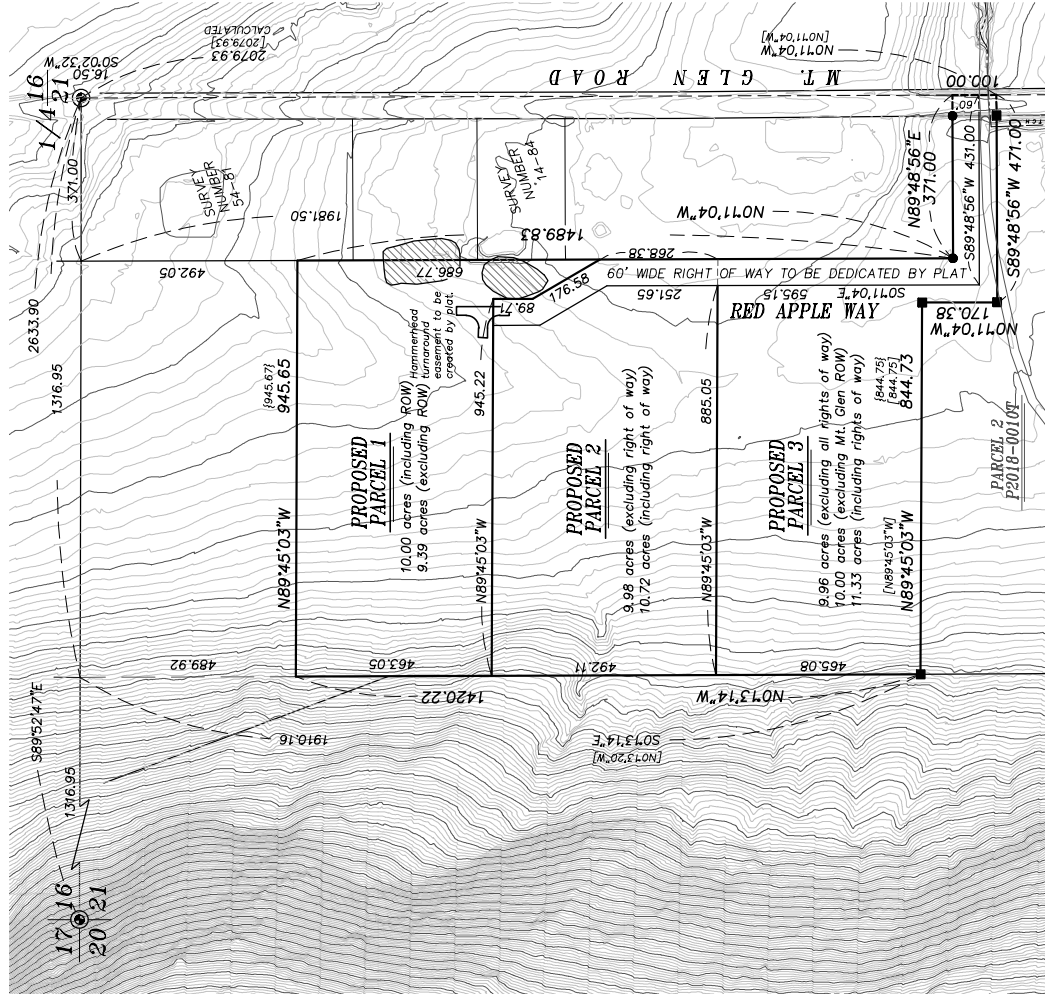 1/4
16
21
16.50
S0°02'32"W
2079.93
[2079.93]
CALCULATED
N0°11'04"W
[N0°11'04"W]
MT. GLEN ROAD
100.00
60'
371.00
SURVEY
NUMBER
54-87
SURVEY
NUMBER
14-84
1981.50
1489.83
N0°11'04"W
N89°48'56"E
371.00
S89°48'56"W 431.00
S89°48'56"W 471.00
2633.90
492.05
686.77
268.38
60' WIDE RIGHT OF WAY TO BE DEDICATED BY PLAT
176.58
251.65
595.15
S0°11'04"E
RED APPLE WAY
170.38
N0°11'04"W
89.71
Hammerhead
turnaround
easement to be
created by plat.
1316.95
{945.67}
945.65
945.22
885.05
{844.75}
[844.75]
844.73
PROPOSED
PARCEL 1
10.00 acres (including ROW)
9.39 acres (excluding ROW)
PROPOSED
PARCEL 2
9.98 acres (excluding right of way)
10.72 acres (including right of way)
PROPOSED
PARCEL 3
9.96 acres (excluding all rights of way)
10.00 acres (excluding Mt. Glen ROW)
11.33 acres (including rights of way)
PARCEL 2
P2018-0010T
N89°45'03"W
N89°45'03"W
N89°45'03"W
[N89°45'03"W]
N89°45'03"W
489.92
463.05
492.11
465.08
1420.22
N0°13'14"W
S89°52'47"E
1910.16
S0°13'14"E
[N0°13'20"W]
1316.95
17 16
20 21